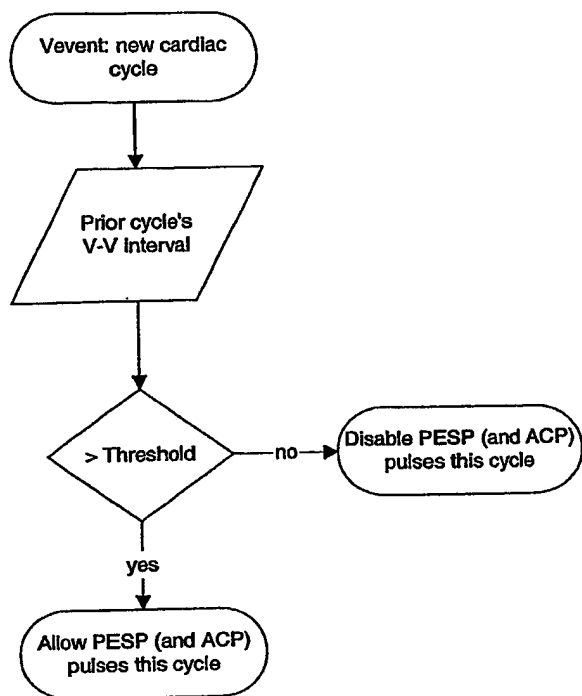 Vevent: new cardiac
cycle
Prior cycle's
V-V interval
> Threshold
no
Disable PESP (and ACP)
pulses this cycle
yes
Allow PESP (and ACP)
pulses this cycle